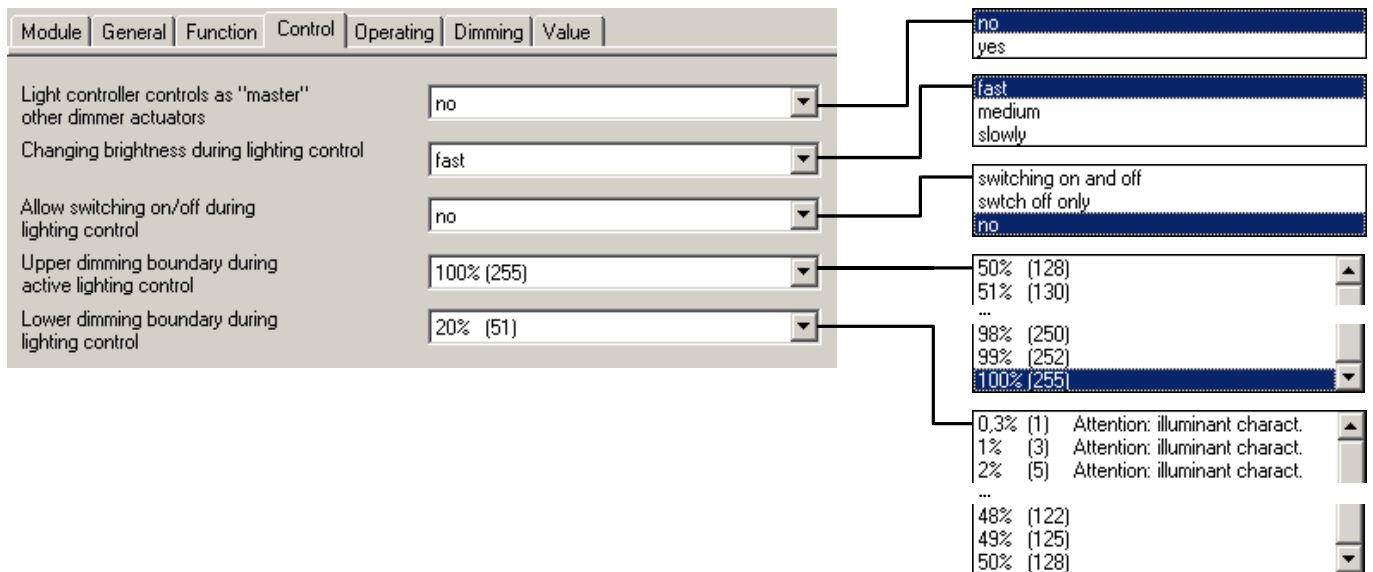 Module General Function Control Operating Dimming Value
Light controller controls as "master"
other dimmer actuators
no
Changing brightness during lighting control
fast
Allow switching on/off during
lighting control
no
Upper dimming boundary during
active lighting control
100% (255)
Lower dimming boundary during
lighting control
20% (51)
no
yes
fast
medium
slowly
switching on and off
swtch off only
no
50% (128)
51% (130)
...
98% (250)
99% (252)
100% (255)
0,3% (1) Attention: illuminant charact.
1% (3) Attention: illuminant charact.
2% (5) Attention: illuminant charact.
...
48% (122)
49% (125)
50% (128)